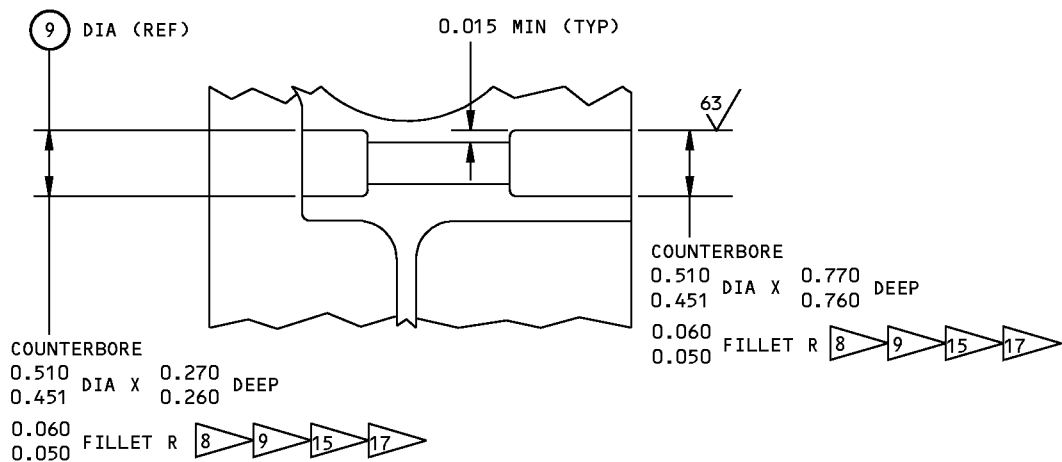 9 DIA (REF)
0.015 MIN (TYP)
63
COUNTERBORE
0.510
0.451 DIA X 0.770
0.760 DEEP
0.060
0.050 FILLET R 8 9 15 17
COUNTERBORE
0.510
0.451 DIA X 0.270
0.260 DEEP
0.060
0.050 FILLET R 8 9 15 17